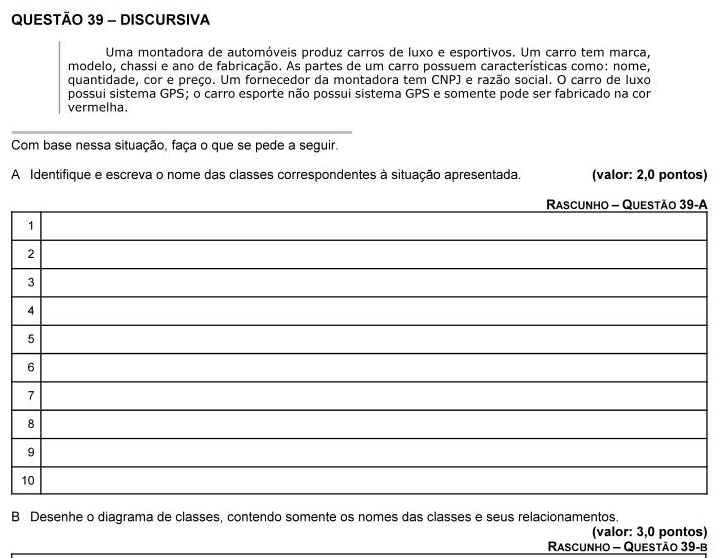 QUESTÃO 39 – DISCURSIVA
Uma montadora de automóveis produz carros de luxo e esportivos. Um carro tem marca,
modelo, chassi e ano de fabricação. As partes de um carro possuem características como: nome,
quantidade, cor e preço. Um fornecedor da montadora tem CNPJ e razão social. O carro de luxo
possui sistema GPS; o carro esporte não possui sistema GPS e somente pode ser fabricado na cor
vermelha.
Com base nessa situação, faça o que se pede a seguir.
A Identifique e escreva o nome das classes correspondentes à situação apresentada. (valor: 2,0 pontos)
RASCUNHO – QUESTÃO 39-A
1
2
3
4
5
6
7
8
9
10
B Desenhe o diagrama de classes, contendo somente os nomes das classes e seus relacionamentos.
(valor: 3,0 pontos)
RASCUNHO – QUESTÃO 39-B